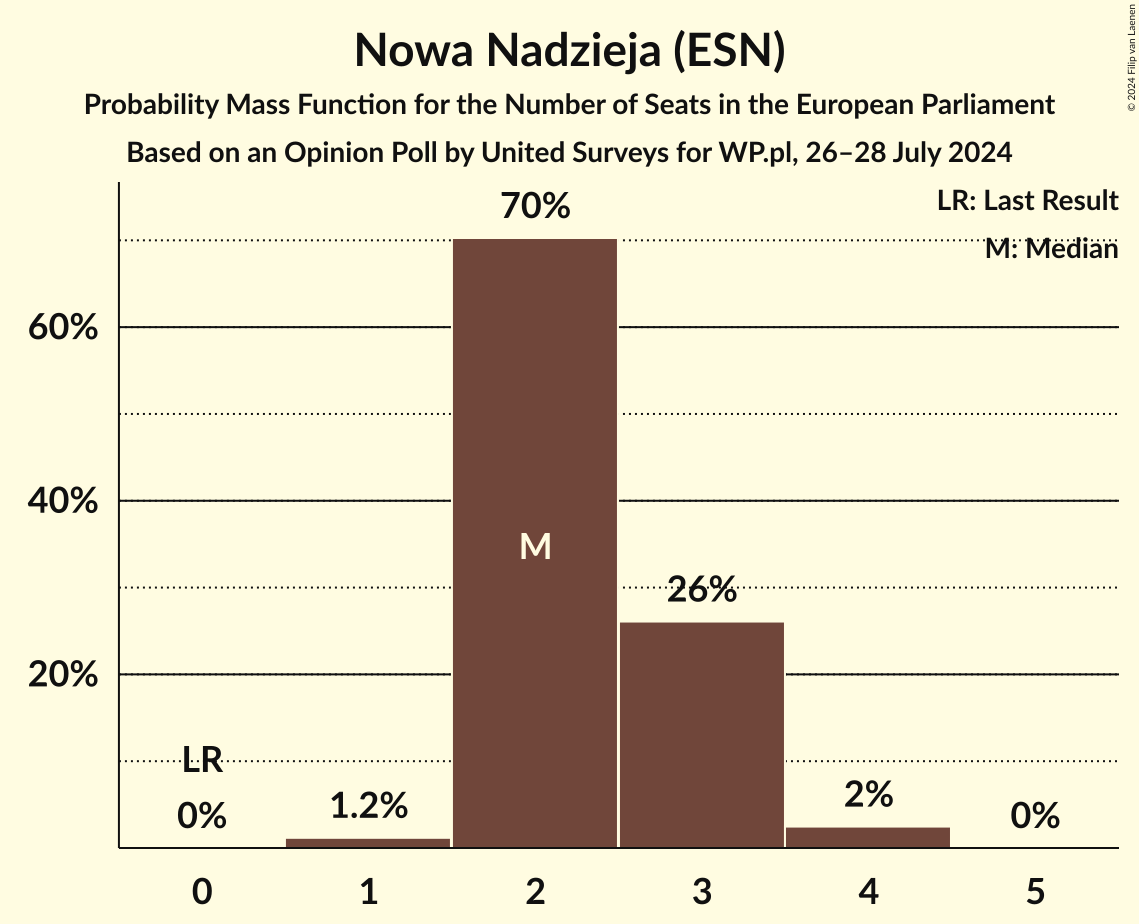 Nowa Nadzieja (ESN)
Probability Mass Function for the Number of Seats in the European Parliament
Based on an Opinion Poll by United Surveys for WP.pl, 26–28 July 2024
© 2024 Filip van Laenen
LR: Last Result
M: Median
70%
60%
40%
M
26%
20%
LR
0%
1.2%
2%
0%
0 1 2 3 4 5